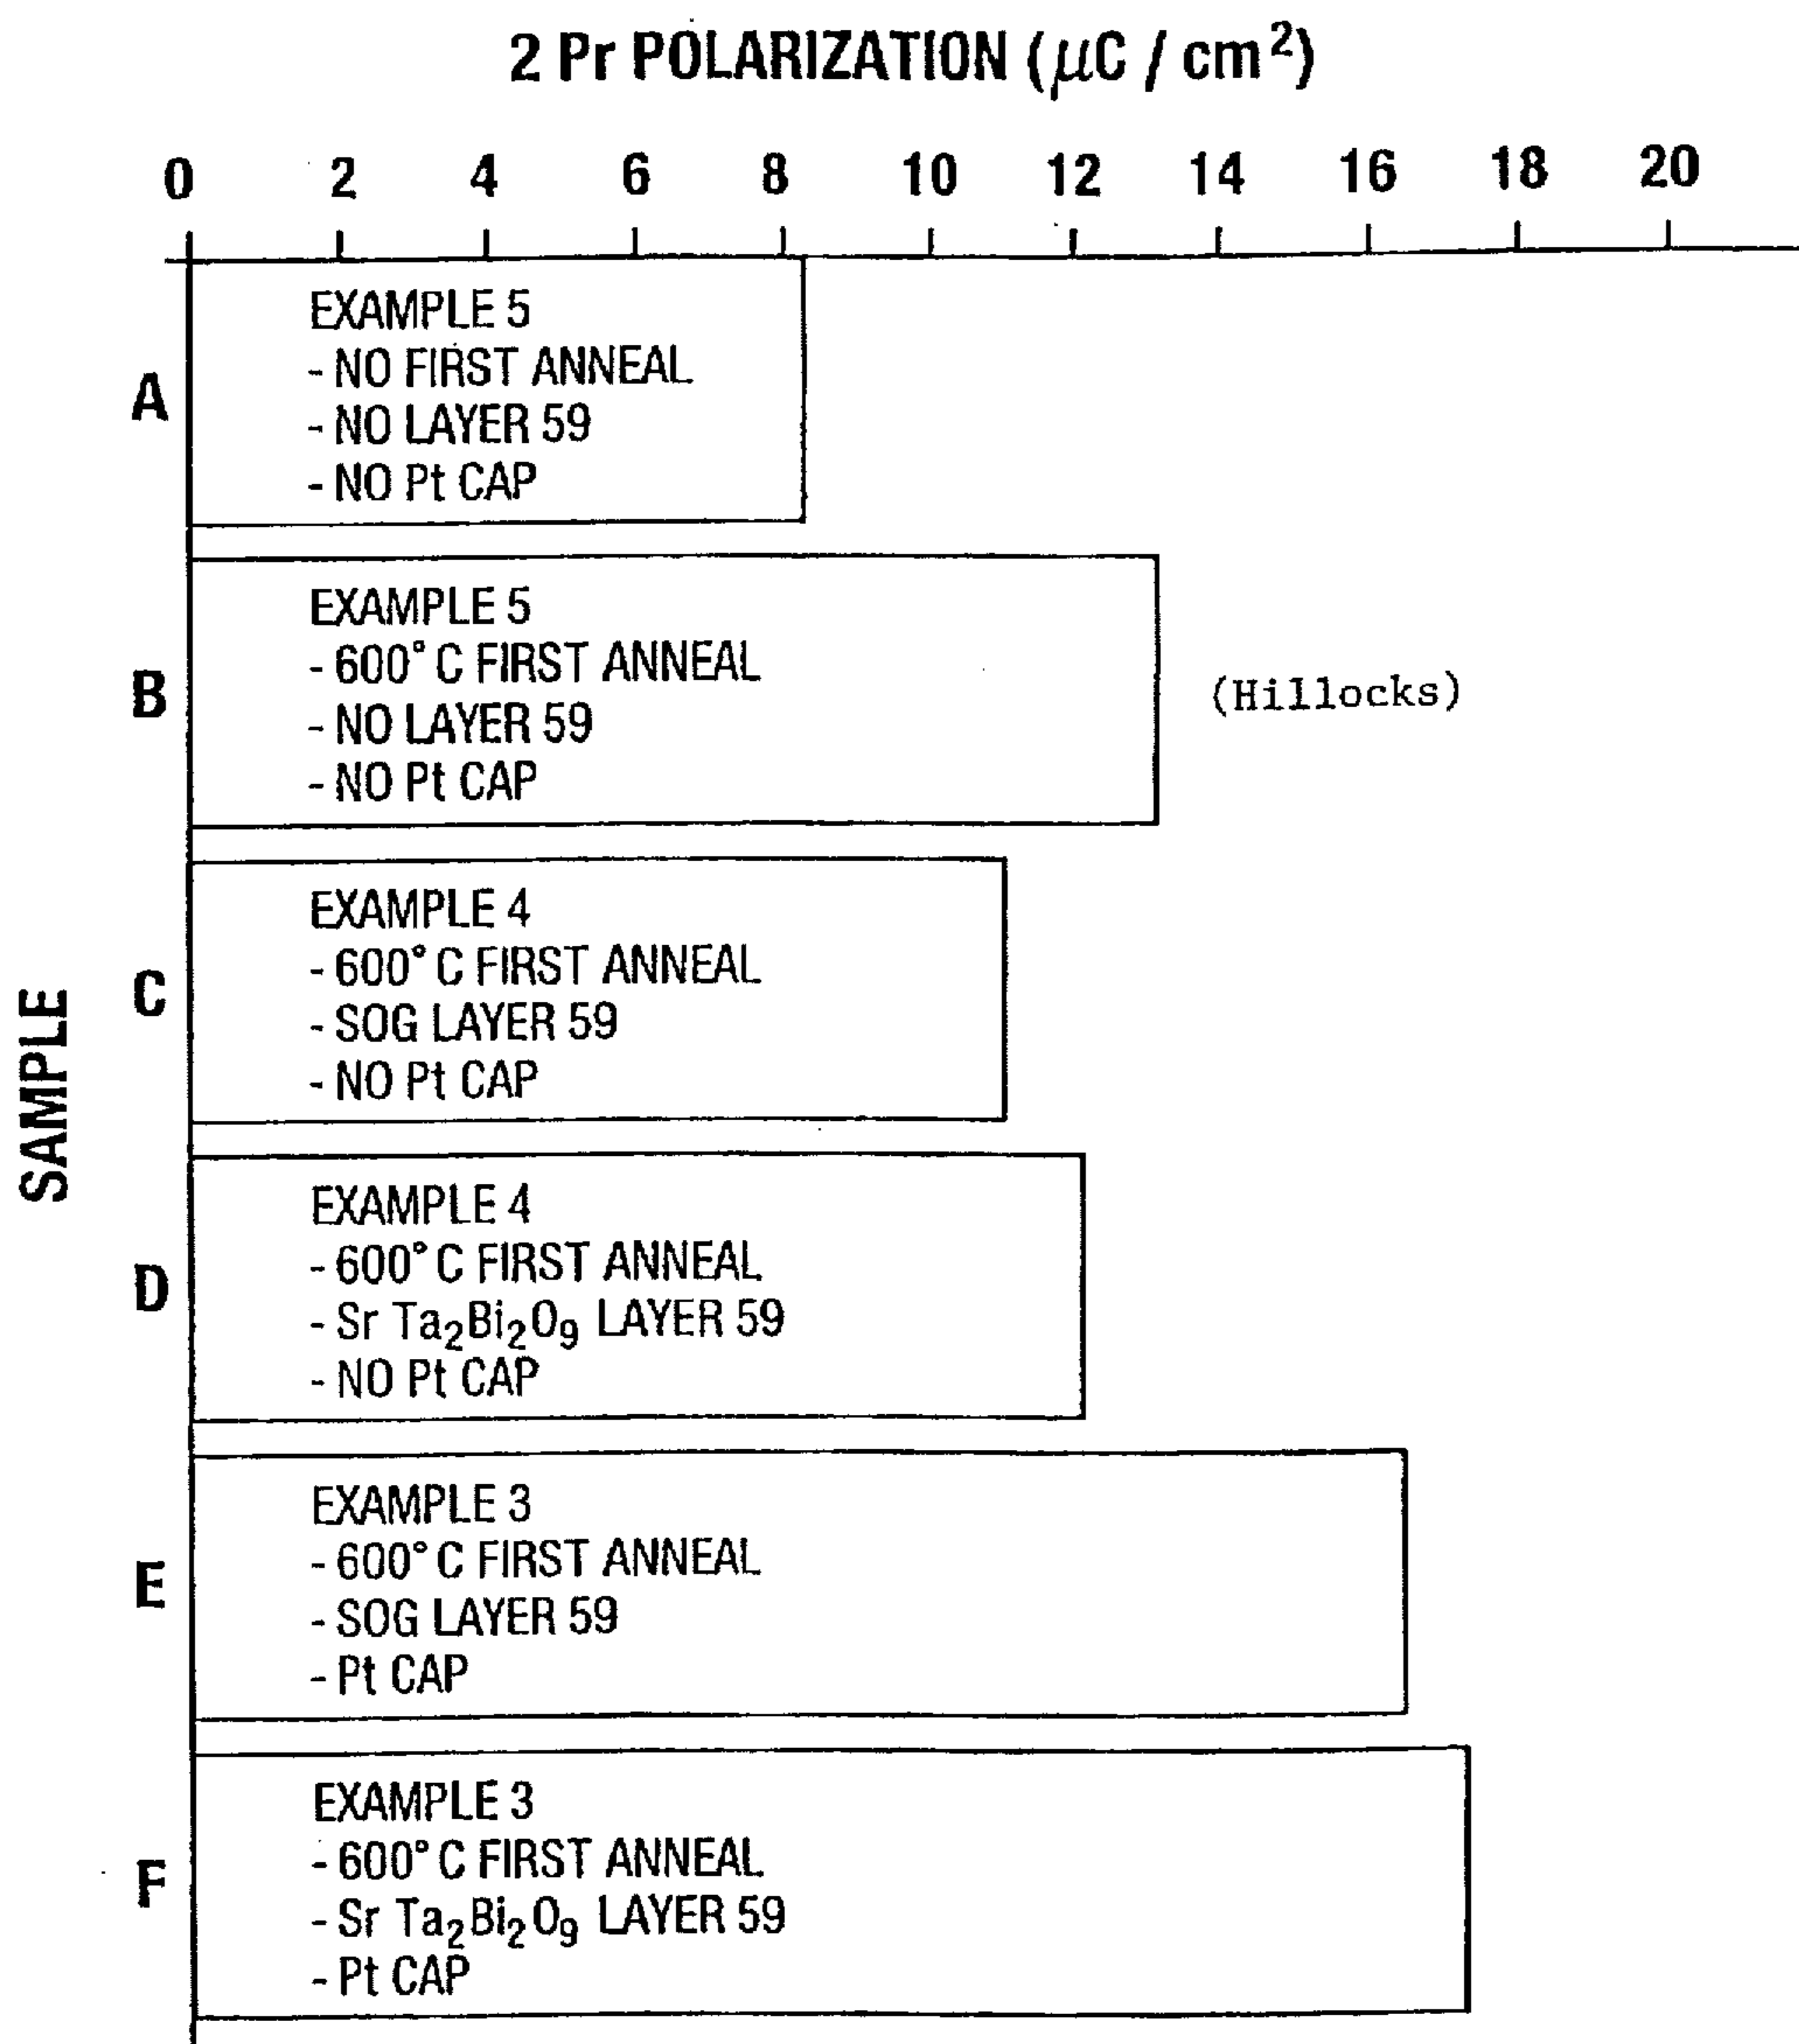 2 Pr POLARIZATION (μC / cm²)
0 2 4 6 8 10 12 14 16 18 20
SAMPLE
A
EXAMPLE 5
- NO FIRST ANNEAL
- NO LAYER 59
- NO Pt CAP
B
EXAMPLE 5
- 600° C FIRST ANNEAL
- NO LAYER 59
- NO Pt CAP
(Hillocks)
C
EXAMPLE 4
- 600° C FIRST ANNEAL
- SOG LAYER 59
- NO Pt CAP
D
EXAMPLE 4
- 600° C FIRST ANNEAL
- Sr Ta₂Bi₂O₉ LAYER 59
- NO Pt CAP
E
EXAMPLE 3
- 600° C FIRST ANNEAL
- SOG LAYER 59
- Pt CAP
F
EXAMPLE 3
- 600° C FIRST ANNEAL
- Sr Ta₂Bi₂O₉ LAYER 59
- Pt CAP